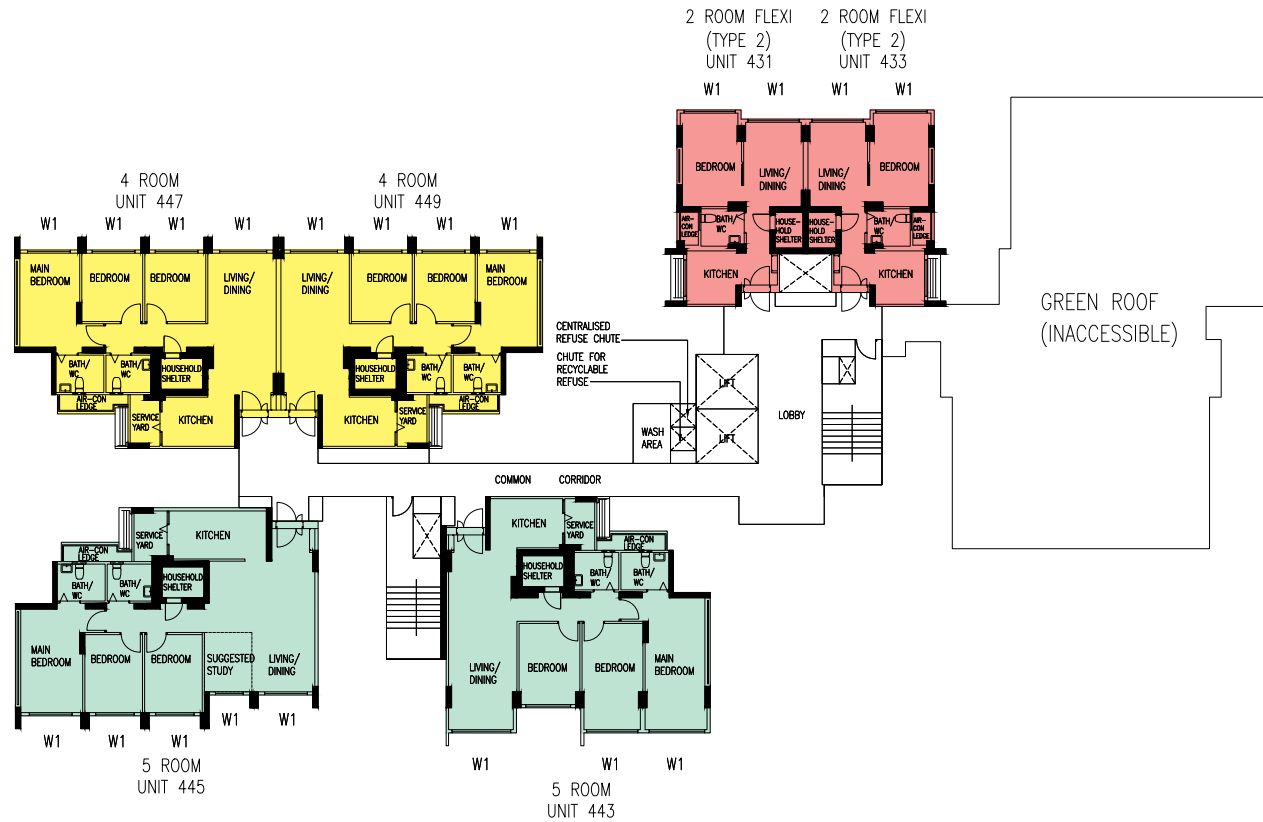 2 ROOM FLEXI
(TYPE 2)
UNIT 431
2 ROOM FLEXI
(TYPE 2)
UNIT 433
W1
W1
W1
W1
BEDROOM
LIVING/
DINING
LIVING/
DINING
BEDROOM
AIR-
CON
LEDGE
BATH/
WC
HOUSE-
HOLD
SHELTER
HOUSE-
HOLD
SHELTER
BATH/
WC
AIR-
CON
LEDGE
KITCHEN
KITCHEN
4 ROOM
UNIT 447
4 ROOM
UNIT 449
W1
W1
W1
W1
W1
W1
W1
W1
MAIN
BEDROOM
BEDROOM
BEDROOM
LIVING/
DINING
LIVING/
DINING
BEDROOM
BEDROOM
MAIN
BEDROOM
BATH/
WC
BATH/
WC
HOUSEHOLD
SHELTER
HOUSEHOLD
SHELTER
BATH/
WC
BATH/
WC
AIR-CON
LEDGE
SERVICE
YARD
KITCHEN
KITCHEN
SERVICE
YARD
AIR-CON
LEDGE
CENTRALISED
REFUSE CHUTE
CHUTE FOR
RECYCLABLE
REFUSE
LIFT
LIFT
WASH
AREA
LOBBY
GREEN ROOF
(INACCESSIBLE)
COMMON CORRIDOR
SERVICE
YARD
KITCHEN
AIR-CON
LEDGE
BATH/
WC
BATH/
WC
HOUSEHOLD
SHELTER
MAIN
BEDROOM
BEDROOM
BEDROOM
SUGGESTED
STUDY
LIVING/
DINING
W1
W1
W1
W1
W1
5 ROOM
UNIT 445
KITCHEN
SERVICE
YARD
AIR-CON
LEDGE
HOUSEHOLD
SHELTER
BATH/
WC
BATH/
WC
LIVING/
DINING
BEDROOM
BEDROOM
MAIN
BEDROOM
W1
W1
W1
5 ROOM
UNIT 443